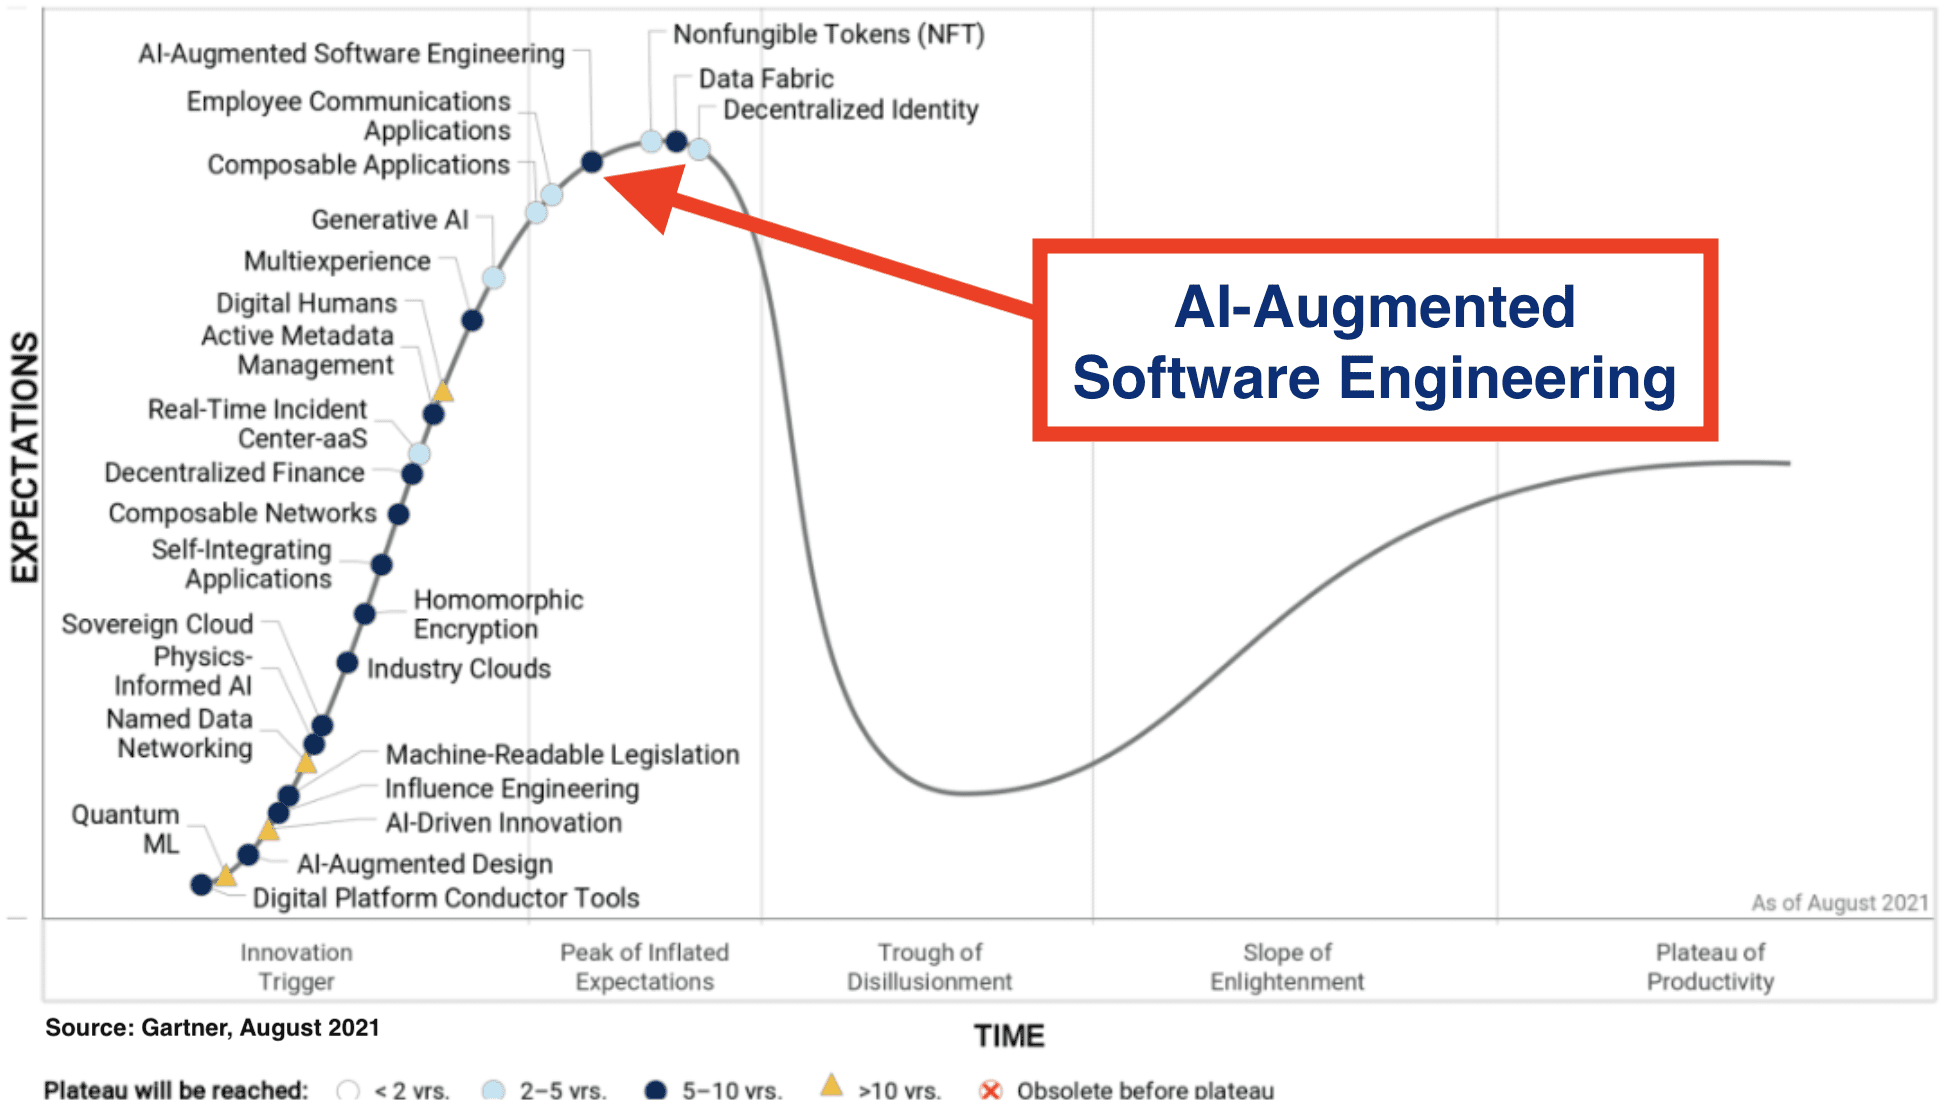 Nonfungible Tokens (NFT)
AI-Augmented Software Engineering
Data Fabric
Employee Communications
Applications
Decentralized Identity
Composable Applications
Generative AI
Multiexperience
Digital Humans
Active Metadata
Management
Real-Time Incident
Center-aaS
Decentralized Finance
Composable Networks
Self-Integrating
Applications
Homomorphic
Encryption
Sovereign Cloud
Industry Clouds
Physics-
Informed AI
Named Data
Networking
Machine-Readable Legislation
Influence Engineering
Quantum
ML
AI-Driven Innovation
AI-Augmented Design
Digital Platform Conductor Tools
AI-Augmented
Software Engineering
EXPECTATIONS
As of August 2021
Innovation
Trigger
Peak of Inflated
Expectations
Trough of
Disillusionment
Slope of
Enlightenment
Plateau of
Productivity
Source: Gartner, August 2021
TIME
Plateau will be reached: < 2 yrs. 2–5 yrs. 5–10 yrs. >10 yrs. Obsolete before plateau